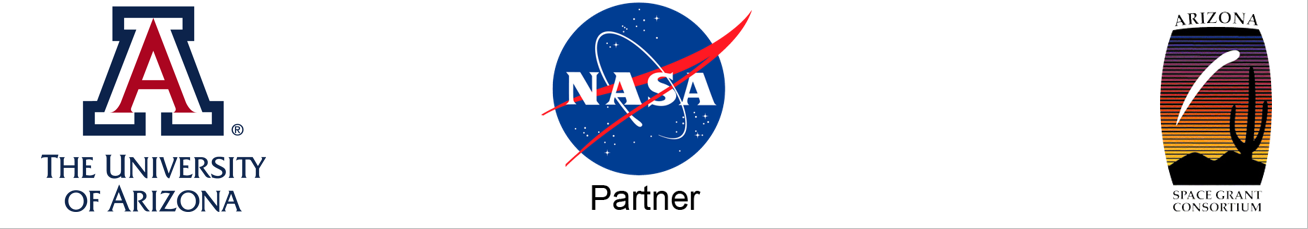 A
®
THE UNIVERSITY
OF ARIZONA
NASA
Partner
ARIZONA
SPACE GRANT
CONSORTIUM